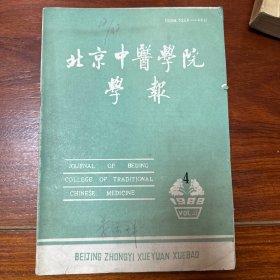 北京中醫學院
學報
JOURNAL OF BEIJING
COLLEGE OF TRADITIONAL
CHINESE MEDICINE
4
1988
BEIJING ZHONGYI XUEYUAN XUEBAO